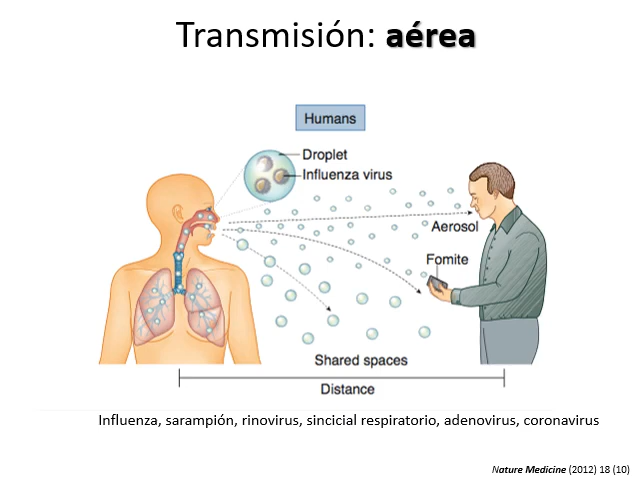 Transmisión: aérea
Humans
Droplet
Influenza virus
Aerosol
Fomite
Shared spaces
Distance
Influenza, sarampión, rinovirus, sincicial respiratorio, adenovirus, coronavirus
Nature Medicine (2012) 18 (10)